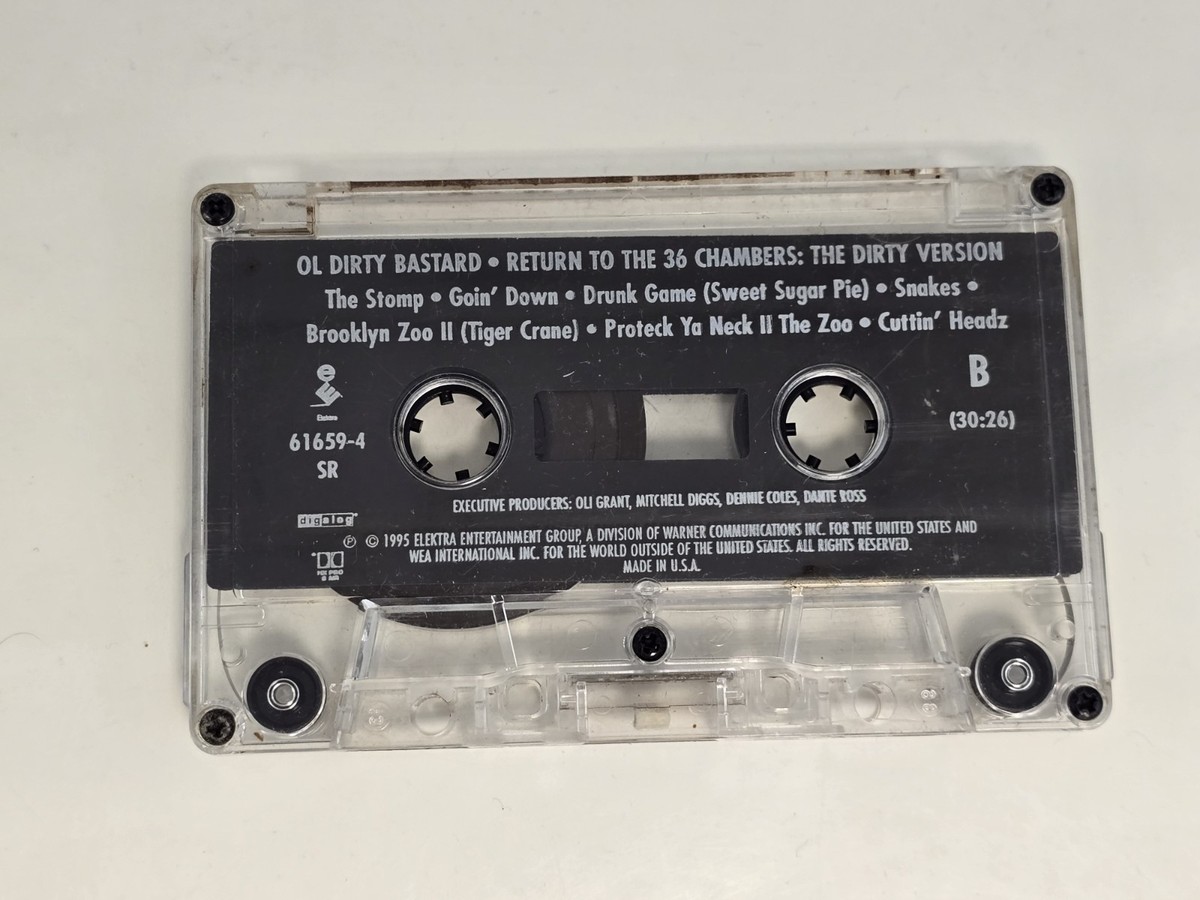 OL DIRTY BASTARD • RETURN TO THE 36 CHAMBERS: THE DIRTY VERSION
The Stomp • Goin' Down • Drunk Game (Sweet Sugar Pie) • Snakes •
Brooklyn Zoo II (Tiger Crane) • Proteck Ya Neck II The Zoo • Cuttin' Headz
B
Elektra
61659-4
(30:26)
SR
EXECUTIVE PRODUCERS: OLI GRANT, MITCHELL DIGGS, DENNIE COLES, DANTE ROSS
digalog
℗ © 1995 ELEKTRA ENTERTAINMENT GROUP, A DIVISION OF WARNER COMMUNICATIONS INC. FOR THE UNITED STATES AND
WEA INTERNATIONAL INC. FOR THE WORLD OUTSIDE OF THE UNITED STATES. ALL RIGHTS RESERVED.
MADE IN U.S.A.
HX PRO
B NR